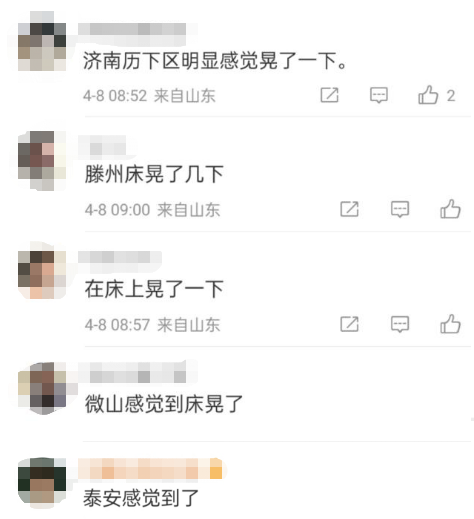 济南历下区明显感觉晃了一下。
4-8 08:52 来自山东 2
滕州床晃了几下
4-8 09:00 来自山东
在床上晃了一下
4-8 08:57 来自山东
微山感觉到床晃了
泰安感觉到了